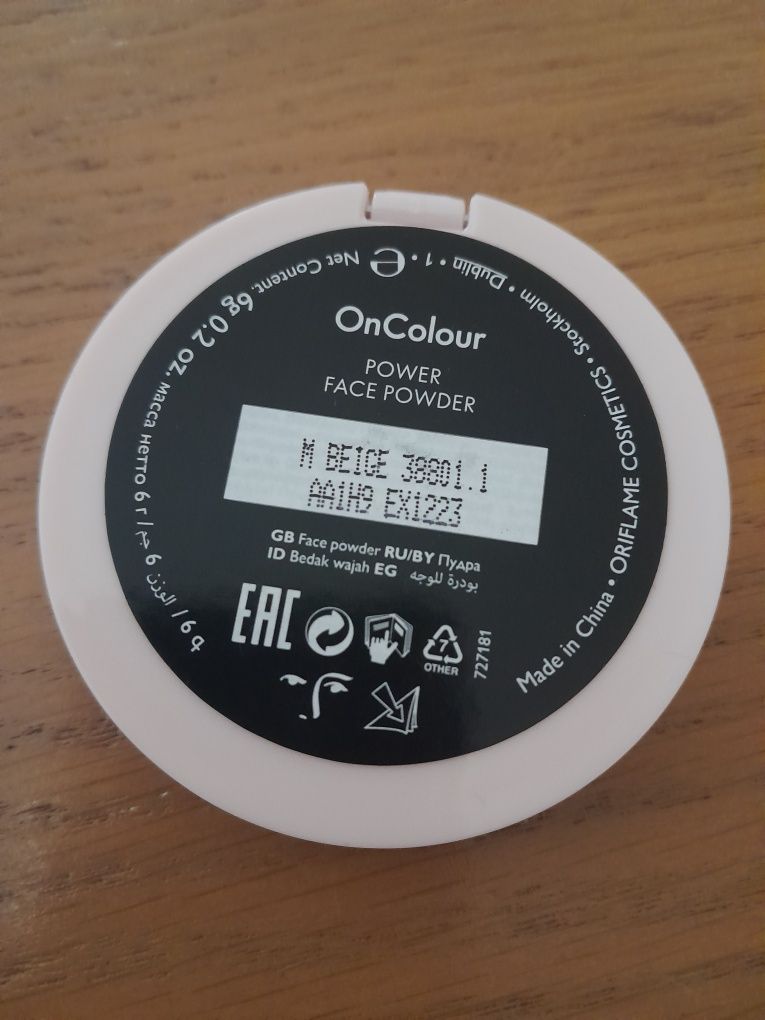 OnColour
POWER
FACE POWDER
M BEIGE 38801.1
AA1H9 EX1223
GB Face powder RU/BY Пудра
ID Bedak wajah EG بودرة للوجه
EAC
7
OTHER
727181
Made in China • ORIFLAME COSMETICS • Stockholm • Dublin • 1 • ℮ Net Content. 6g 0.2 oz. масса нетто 6 г / الوزن 6 جم /